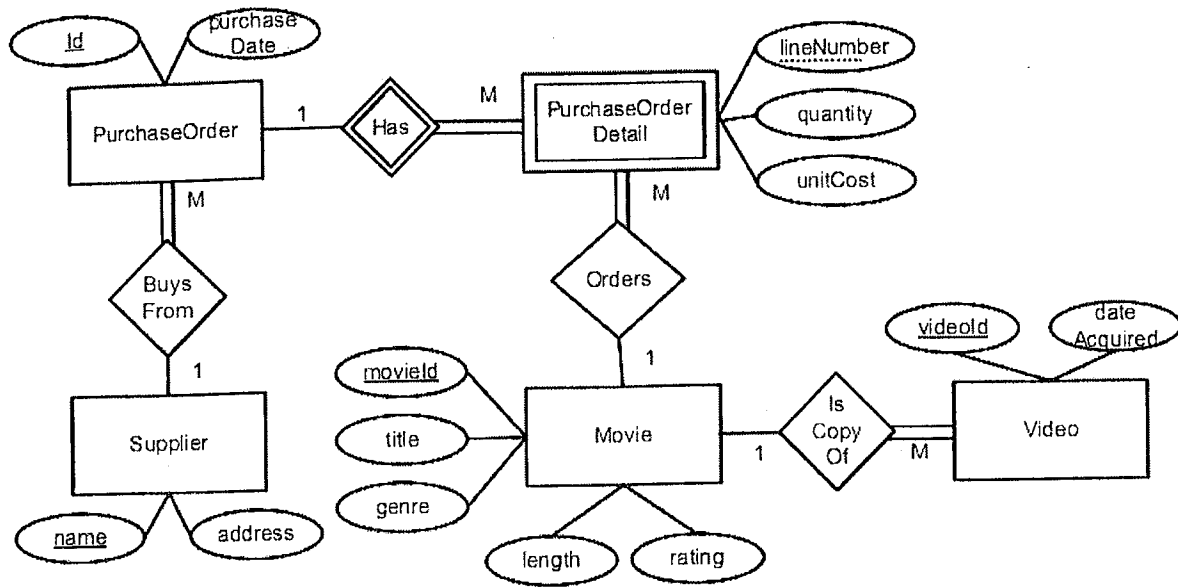 Id
purchase
Date
PurchaseOrder
1
Has
M
PurchaseOrder
Detail
lineNumber
quantity
unitCost
M
Buys
From
1
Supplier
name
address
M
Orders
1
movieId
title
genre
Movie
length
rating
1
Is
Copy
Of
M
videoId
date
Acquired
Video